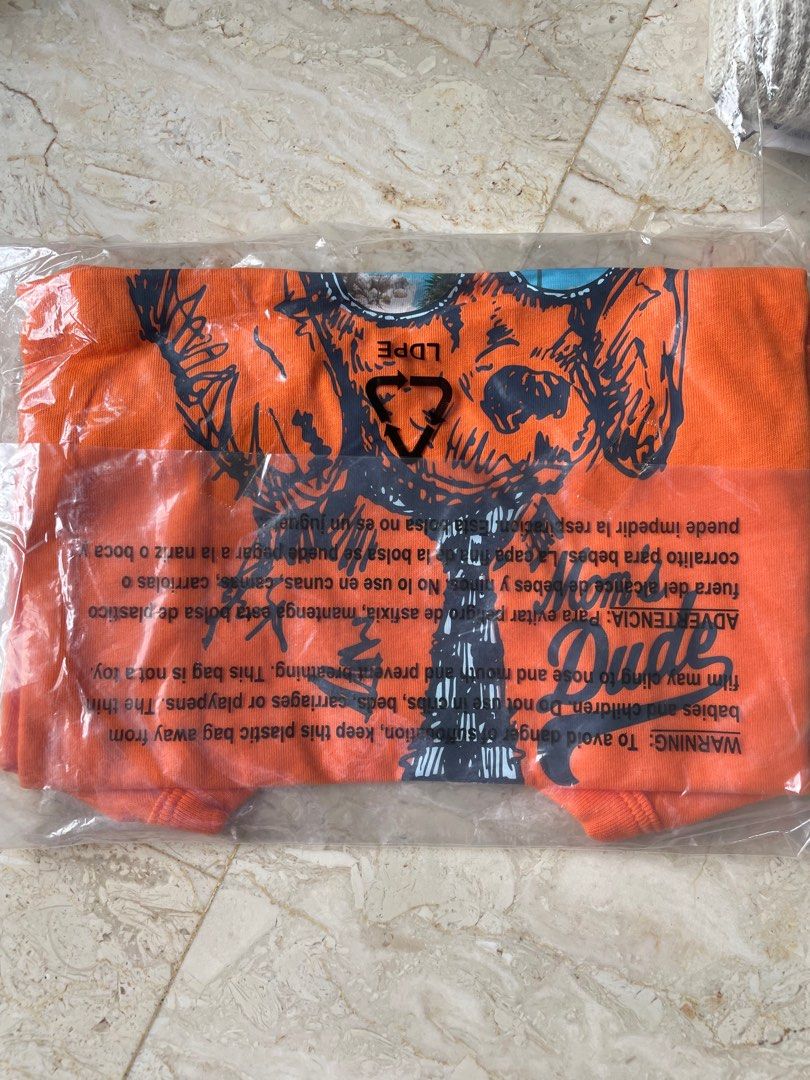 WARNING: To avoid danger of suffocation, keep this plastic bag away from
babies and children. Do not use in cribs, beds, carriages or playpens. The thin
film may cling to nose and mouth and prevent breathing. This bag is not a toy.
ADVERTENCIA: Para evitar peligro de asfixia, mantenga esta bolsa de plastico
fuera del alcance de bebes y ninos. No lo use en cunas, camas, carriolas o
corralito para bebes. La capa fina de la bolsa se puede pegar a la nariz o boca y
puede impedir la respiracion. Esta bolsa no es un
LDPE
Dude